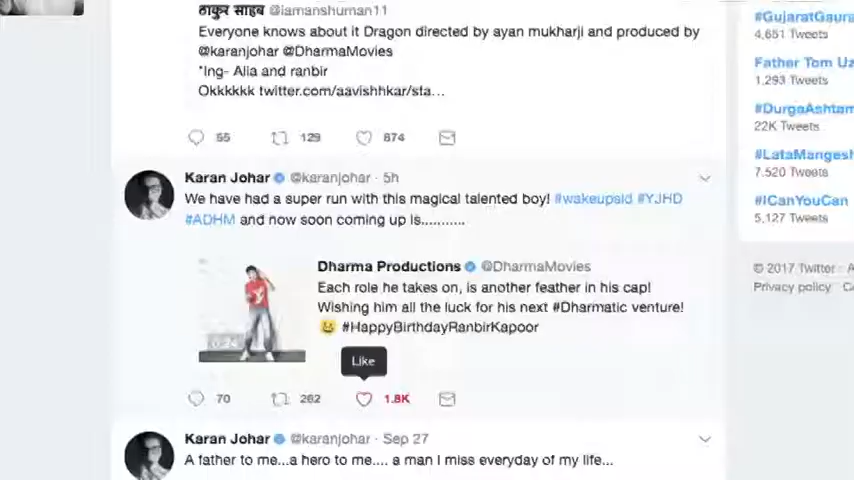 ठाकुर साहब @iamanshuman11
Everyone knows about it Dragon directed by ayan mukharji and produced by
@karanjohar @DharmaMovies
*Ing- Alia and ranbir
Okkkkkk twitter.com/aavishhkar/sta...
55 129 874
Karan Johar @karanjohar · 5h
We have had a super run with this magical talented boy! #wakeupsid #YJHD
#ADHM and now soon coming up is..........
Dharma Productions @DharmaMovies
Each role he takes on, is another feather in his cap!
Wishing him all the luck for his next #Dharmatic venture!
#HappyBirthdayRanbirKapoor
0:24
Like
70 262 1.8K
Karan Johar @karanjohar · Sep 27
A father to me...a hero to me.... a man I miss everyday of my life...
#GujaratGaura
4,651 Tweets
Father Tom Uz
1,293 Tweets
#DurgaAshtam
22K Tweets
#LataMangesh
7,520 Tweets
#ICanYouCan
5,127 Tweets
© 2017 Twitter A
Privacy policy C